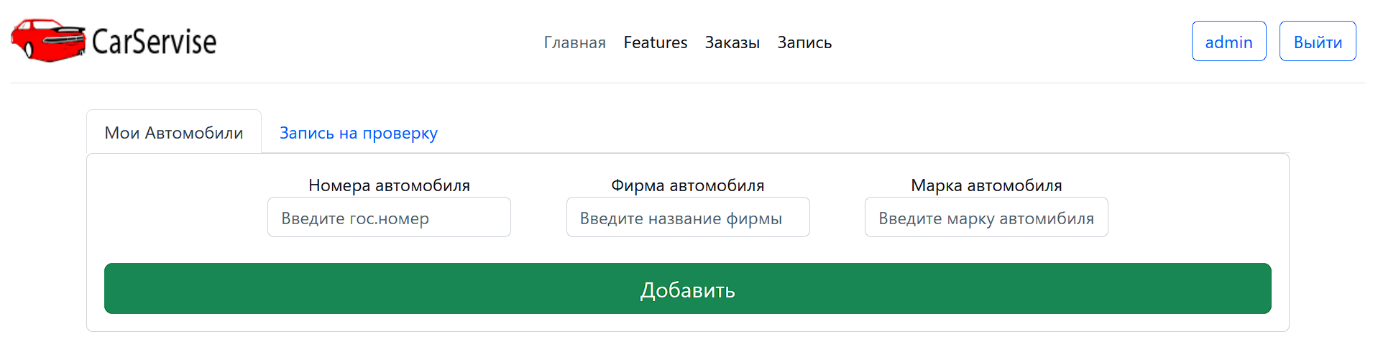 CarServise
Главная Features Заказы Запись
admin Выйти
Мои Автомобили Запись на проверку
Номера автомобиля Фирма автомобиля Марка автомобиля
Введите гос.номер Введите название фирмы Введите марку автомибиля
Добавить